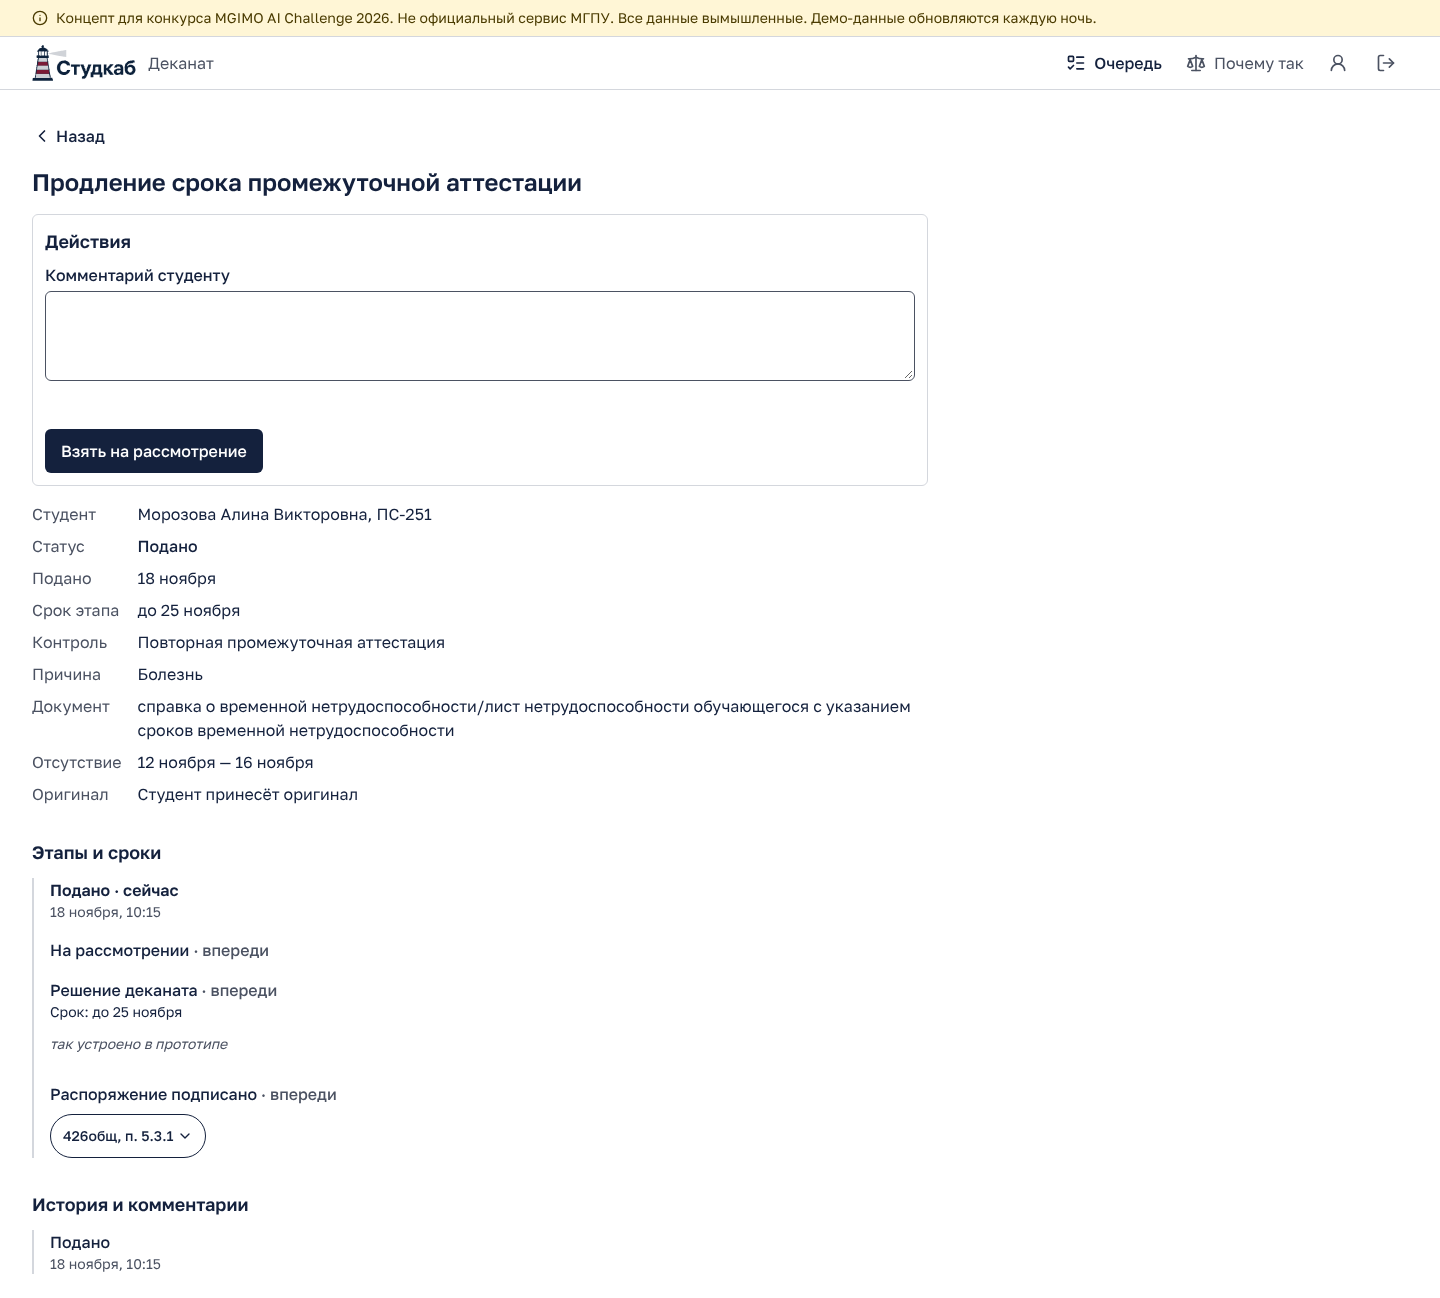 Концепт для конкурса MGIMO AI Challenge 2026. Не официальный сервис МГПУ. Все данные вымышленные. Демо-данные обновляются каждую ночь.
Студкаб Деканат Очередь Почему так
Назад
Продление срока промежуточной аттестации
Действия
Комментарий студенту
Взять на рассмотрение
Студент Морозова Алина Викторовна, ПС-251
Статус Подано
Подано 18 ноября
Срок этапа до 25 ноября
Контроль Повторная промежуточная аттестация
Причина Болезнь
Документ справка о временной нетрудоспособности/лист нетрудоспособности обучающегося с указанием
сроков временной нетрудоспособности
Отсутствие 12 ноября — 16 ноября
Оригинал Студент принесёт оригинал
Этапы и сроки
Подано · сейчас
18 ноября, 10:15
На рассмотрении · впереди
Решение деканата · впереди
Срок: до 25 ноября
так устроено в прототипе
Распоряжение подписано · впереди
426общ, п. 5.3.1
История и комментарии
Подано
18 ноября, 10:15